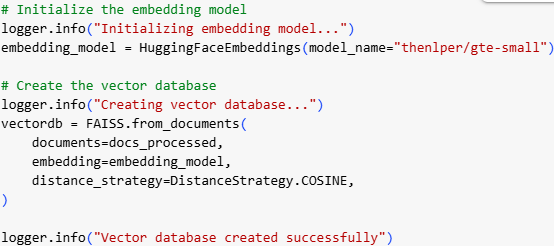 # Initialize the embedding model
logger.info("Initializing embedding model...")
embedding_model = HuggingFaceEmbeddings(model_name="thenlper/gte-small")
# Create the vector database
logger.info("Creating vector database...")
vectordb = FAISS.from_documents(
    documents=docs_processed,
    embedding=embedding_model,
    distance_strategy=DistanceStrategy.COSINE,
)
logger.info("Vector database created successfully")